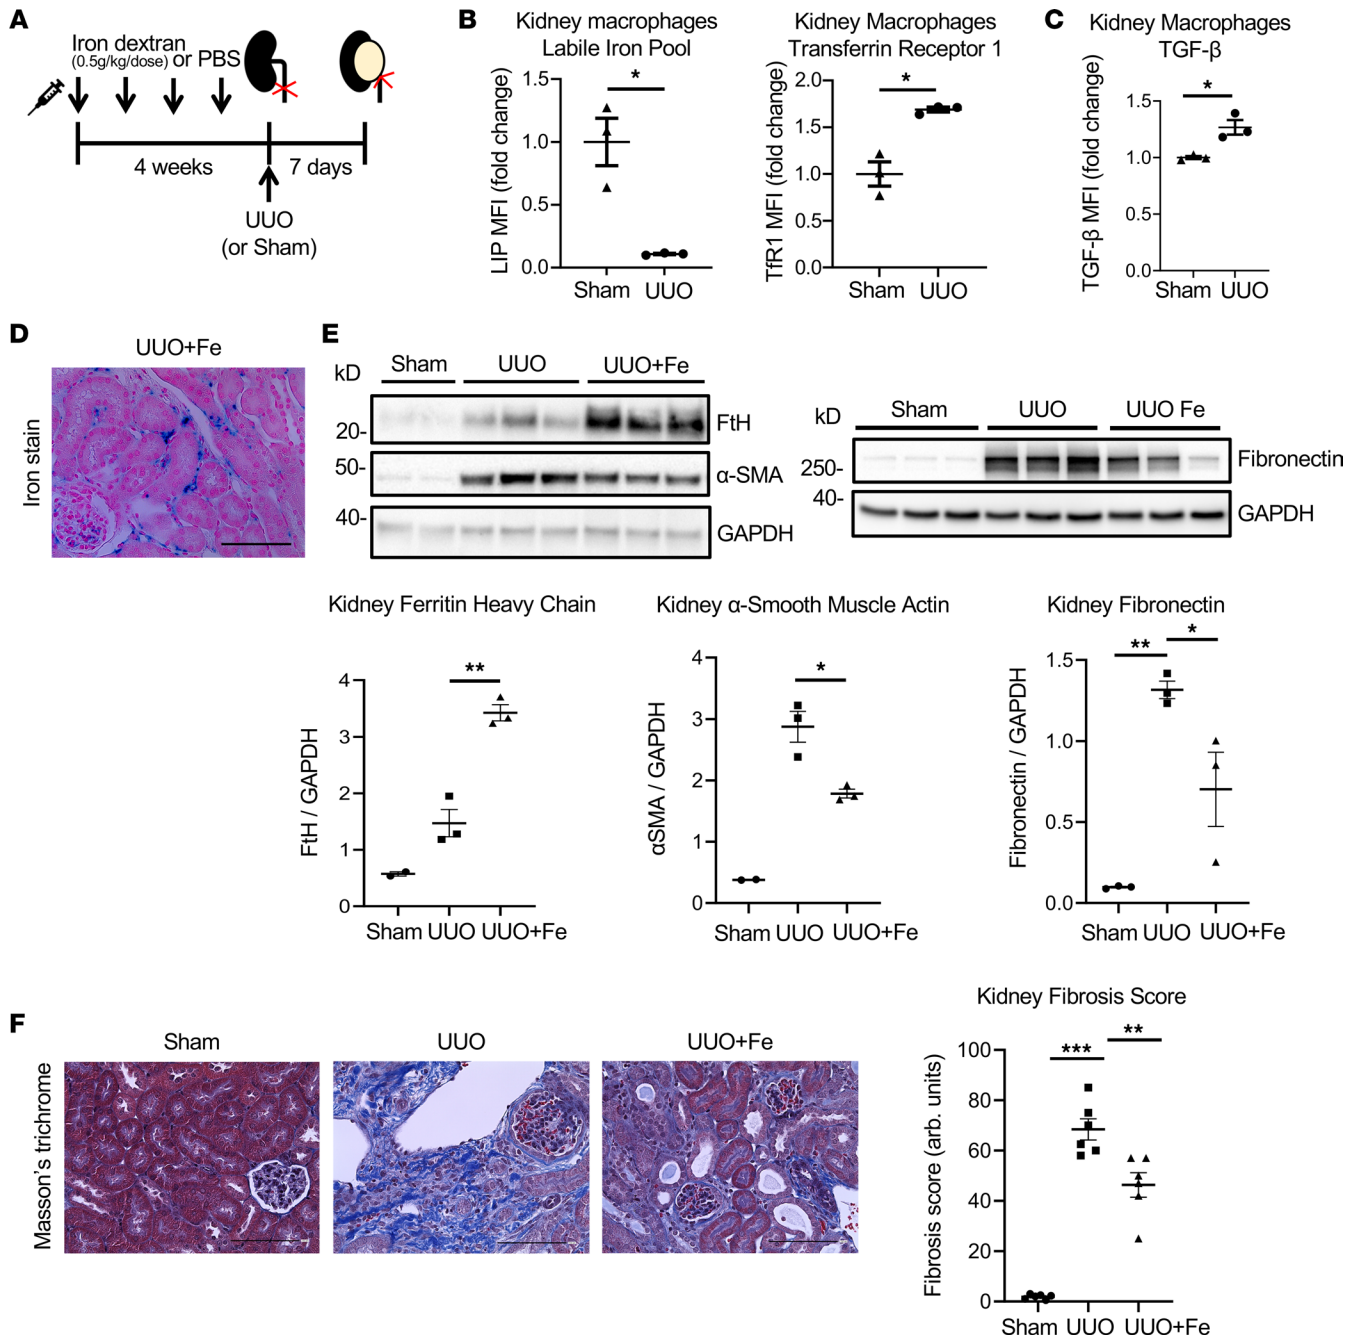 A
Iron dextran
(0.5g/kg/dose) or PBS
4 weeks
7 days
UUO
(or Sham)
B
Kidney macrophages
Labile Iron Pool
LIP MFI (fold change)
1.5
1.0
0.5
0.0
*
Sham UUO
Kidney Macrophages
Transferrin Receptor 1
TfR1 MFI (fold change)
2.0
1.5
1.0
0.5
0.0
*
Sham UUO
C
Kidney Macrophages
TGF-β
TGF-β MFI (fold change)
1.5
1.0
0.5
0.0
*
Sham UUO
D
UUO+Fe
Iron stain
E
kD
Sham UUO UUO+Fe
20-
FtH
50-
α-SMA
40-
GAPDH
kD
Sham UUO UUO Fe
250-
Fibronectin
40-
GAPDH
Kidney Ferritin Heavy Chain
FtH / GAPDH
4
3
2
1
0
**
Sham UUO UUO+Fe
Kidney α-Smooth Muscle Actin
αSMA / GAPDH
4
3
2
1
0
*
Sham UUO UUO+Fe
Kidney Fibronectin
Fibronectin / GAPDH
1.5
1.0
0.5
0.0
**
*
Sham UUO UUO+Fe
F
Masson's trichrome
Sham
UUO
UUO+Fe
Kidney Fibrosis Score
Fibrosis score (arb. units)
100
80
60
40
20
0
***
**
Sham UUO UUO+Fe